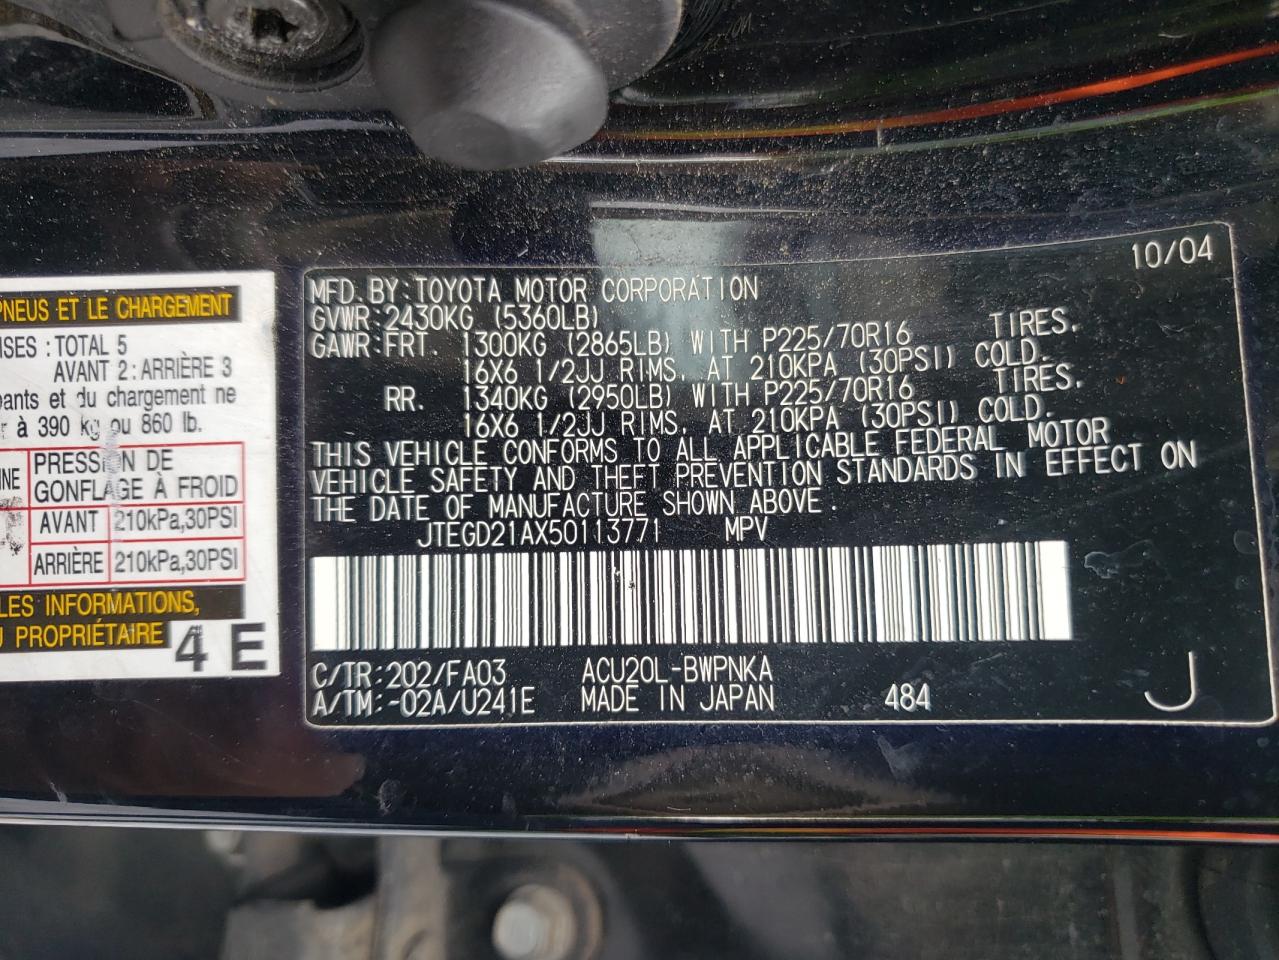 PNEUS ET LE CHARGEMENT
ISES : TOTAL 5
AVANT 2 : ARRIÈRE 3
pants et du chargement ne
r à 390 kg ou 860 lb.
PRESSION DE
GONFLAGE À FROID
AVANT 210kPa,30PSI
ARRIÈRE 210kPa,30PSI
LES INFORMATIONS,
U PROPRIÉTAIRE
4 E
10/04
MFD. BY: TOYOTA MOTOR CORPORATION
GVWR: 2430KG (5360LB)
GAWR: FRT. 1300KG (2865LB) WITH P225/70R16 TIRES.
16X6 1/2JJ RIMS, AT 210KPA (30PSI) COLD.
RR. 1340KG (2950LB) WITH P225/70R16 TIRES.
16X6 1/2JJ RIMS, AT 210KPA (30PSI) COLD.
THIS VEHICLE CONFORMS TO ALL APPLICABLE FEDERAL MOTOR
VEHICLE SAFETY AND THEFT PREVENTION STANDARDS IN EFFECT ON
THE DATE OF MANUFACTURE SHOWN ABOVE.
JTEGD21AX50113771 MPV
C/TR: 202/FA03 ACU20L-BWPNKA
A/TM: -02A/U241E MADE IN JAPAN 484 J